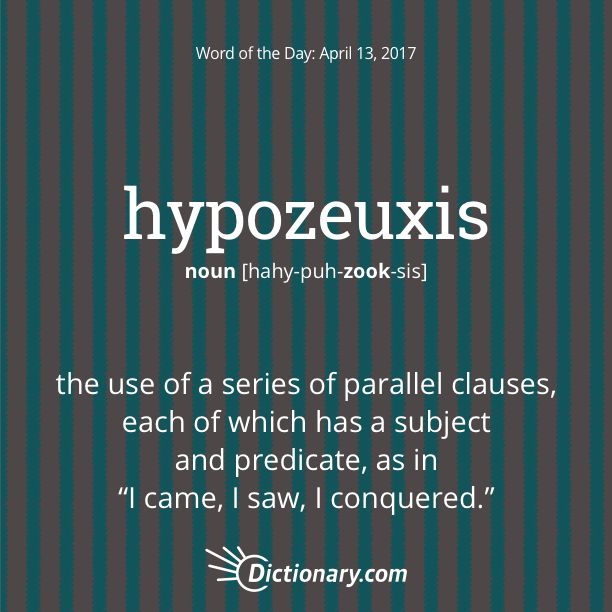 Word of the Day: April 13, 2017
hypozeuxis
noun [hahy-puh-zook-sis]
the use of a series of parallel clauses,
each of which has a subject
and predicate, as in
“I came, I saw, I conquered.”
Dictionary.com